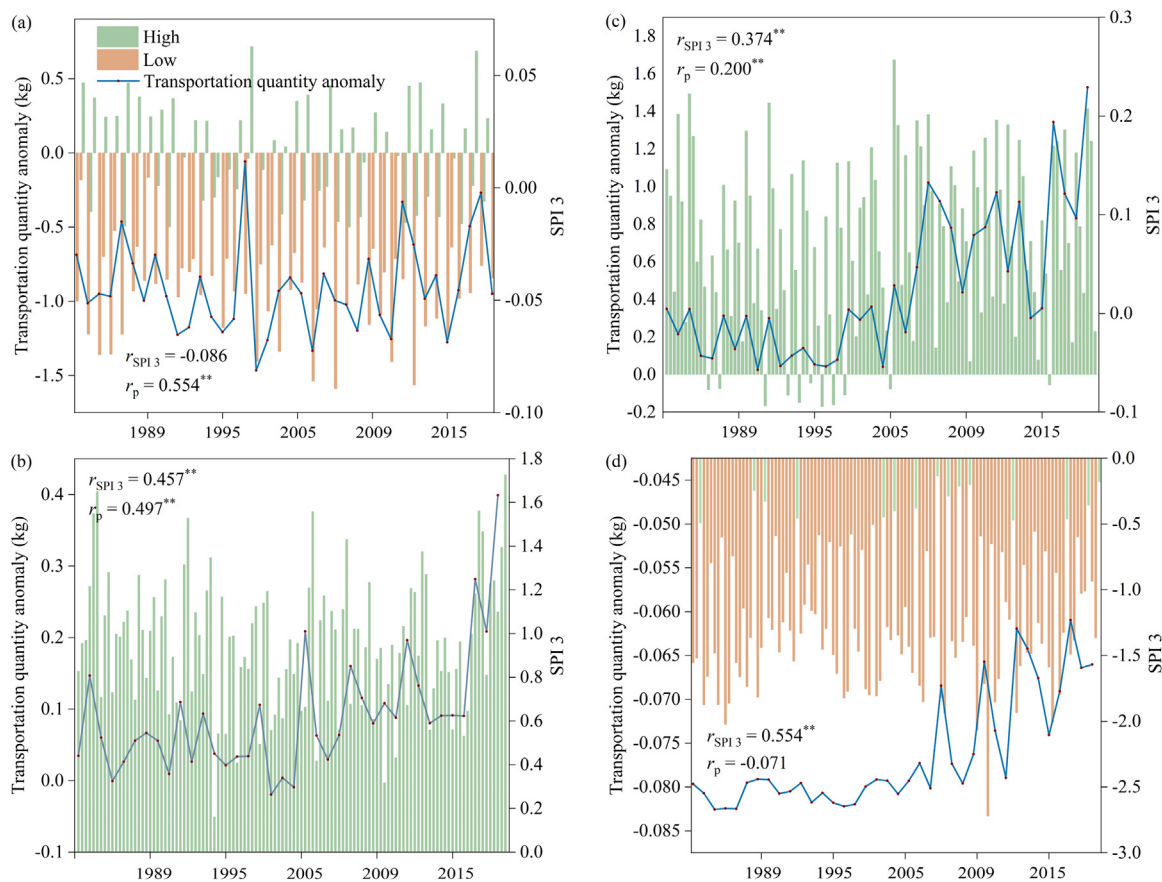 (a)
High
Low
Transportation quantity anomaly
0.5
0.0
-0.5
-1.0
-1.5
Transportation quantity anomaly (kg)
0.05
0.00
-0.05
-0.10
SPI 3
rSPI 3 = -0.086
rp = 0.554**
1989 1995 2005 2009 2015
(c)
rSPI 3 = 0.374**
rp = 0.200**
1.8
1.6
1.4
1.2
1.0
0.8
0.6
0.4
0.2
0.0
-0.2
Transportation quantity anomaly (kg)
0.3
0.2
0.1
0.0
-0.1
SPI 3
1989 1995 2005 2009 2015
(b)
rSPI 3 = 0.457**
rp = 0.497**
0.4
0.3
0.2
0.1
0.0
-0.1
Transportation quantity anomaly (kg)
1.8
1.6
1.4
1.2
1.0
0.8
0.6
0.4
0.2
0.0
SPI 3
1989 1995 2005 2009 2015
(d)
-0.045
-0.050
-0.055
-0.060
-0.065
-0.070
-0.075
-0.080
-0.085
Transportation quantity anomaly (kg)
0.0
-0.5
-1.0
-1.5
-2.0
-2.5
-3.0
SPI 3
rSPI 3 = 0.554**
rp = -0.071
1989 1995 2005 2009 2015